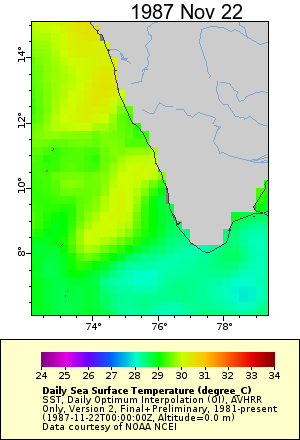 1987 Nov 22
14°
12°
10°
8°
74°
76°
78°
24 25 26 27 28 29 30 31 32 33 34
Daily Sea Surface Temperature (degree_C)
SST, Daily Optimum Interpolation (OI), AVHRR
Only, Version 2, Final+Preliminary, 1981-present
(1987-11-22T00:00:00Z, Altitude=0.0 m)
Data courtesy of NOAA NCEI